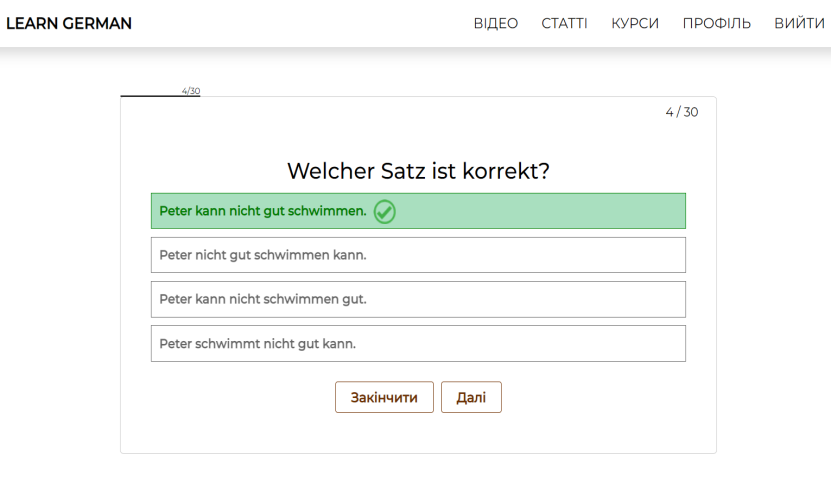 LEARN GERMAN ВІДЕО СТАТТІ КУРСИ ПРОФІЛЬ ВИЙТИ
4/30
4 / 30
Welcher Satz ist korrekt?
Peter kann nicht gut schwimmen.
Peter nicht gut schwimmen kann.
Peter kann nicht schwimmen gut.
Peter schwimmt nicht gut kann.
Закінчити Далі